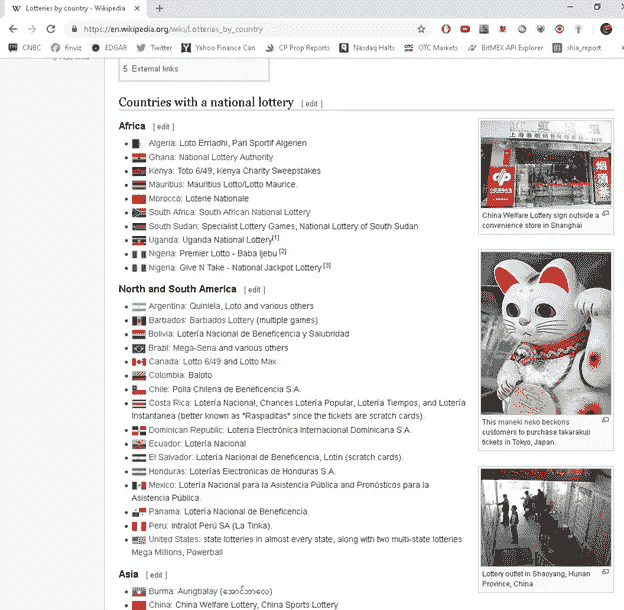 Lotteries by country - Wikipedia
https://en.wikipedia.org/wiki/Lotteries_by_country
CNBC finviz EDGAR Twitter Yahoo Finance Can CP Prop Reports Nasdaq Halts OTC Markets BitMEX API Explorer shia_report
5 External links
Countries with a national lottery [ edit ]
Africa [ edit ]
Algeria: Loto Erriadhi, Pari Sportif Algerien
Ghana: National Lottery Authority
Kenya: Toto 6/49, Kenya Charity Sweepstakes
Mauritius: Mauritius Lotto/Lotto Maurice.
Morocco: Loterie Nationale
South Africa: South African National Lottery
South Sudan: Specialist Lottery Games, National Lottery of South Sudan
Uganda: Uganda National Lottery[1]
Nigeria: Premier Lotto - Baba Ijebu [2]
Nigeria: Give N Take - National Jackpot Lottery [3]
China Welfare Lottery sign outside a
convenience store in Shanghai
North and South America [ edit ]
Argentina: Quiniela, Loto and various others
Barbados: Barbados Lottery (multiple games)
Bolivia: Lotería Nacional de Beneficencia y Salubridad
Brazil: Mega-Sena and various others
Canada: Lotto 6/49 and Lotto Max
Colombia: Baloto
Chile: Polla Chilena de Beneficencia S.A.
Costa Rica: Lotería Nacional, Chances Lotería Popular, Lotería Tiempos, and Lotería
Instantanea (better known as "Raspaditas" since the tickets are scratch cards).
Dominican Republic: Lotería Electrónica Internacional Dominicana S.A.
Ecuador: Lotería Nacional
El Salvador: Lotería Nacional de Beneficencia, Lotín (scratch cards).
Honduras: Loterías Electronicas de Honduras S.A.
Mexico: Lotería Nacional para la Asistencia Pública and Pronósticos para la
Asistencia Pública.
Panama: Lotería Nacional de Beneficencia.
Peru: Intralot Perú SA (La Tinka).
United States: state lotteries in almost every state, along with two multi-state lotteries
Mega Millions, Powerball
This maneki neko beckons
customers to purchase takarakuji
tickets in Tokyo, Japan.
Lottery outlet in Shaoyang, Hunan
Province, China
Asia [ edit ]
Burma: Aungbalay (အောင်ဘာလေ)
China: China Welfare Lottery, China Sports Lottery